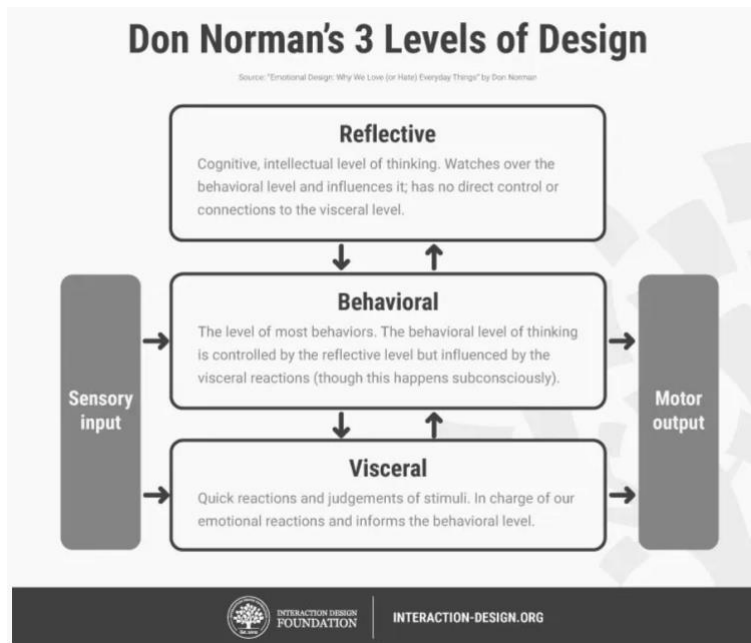 Don Norman's 3 Levels of Design
Source: "Emotional Design: Why We Love (or Hate) Everyday Things" by Don Norman
Reflective
Cognitive, intellectual level of thinking. Watches over the
behavioral level and influences it; has no direct control or
connections to the visceral level.
Behavioral
The level of most behaviors. The behavioral level of thinking
is controlled by the reflective level but influenced by the
visceral reactions (though this happens subconsciously).
Sensory
input
Motor
output
Visceral
Quick reactions and judgements of stimuli. In charge of our
emotional reactions and informs the behavioral level.
INTERACTION DESIGN
FOUNDATION
INTERACTION-DESIGN.ORG